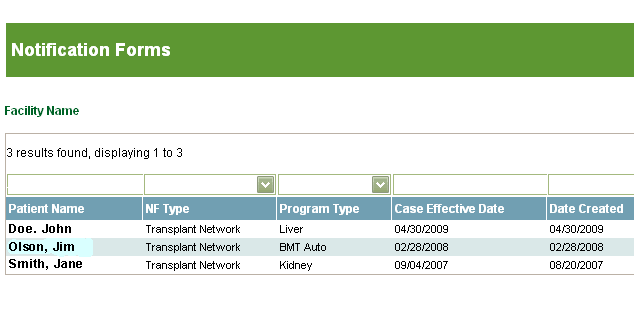 Notification Forms
Facility Name
3 results found, displaying 1 to 3
Patient Name NF Type Program Type Case Effective Date Date Created
Doe. John Transplant Network Liver 04/30/2009 04/30/2009
Olson, Jim Transplant Network BMT Auto 02/28/2008 02/28/2008
Smith, Jane Transplant Network Kidney 09/04/2007 08/20/2007